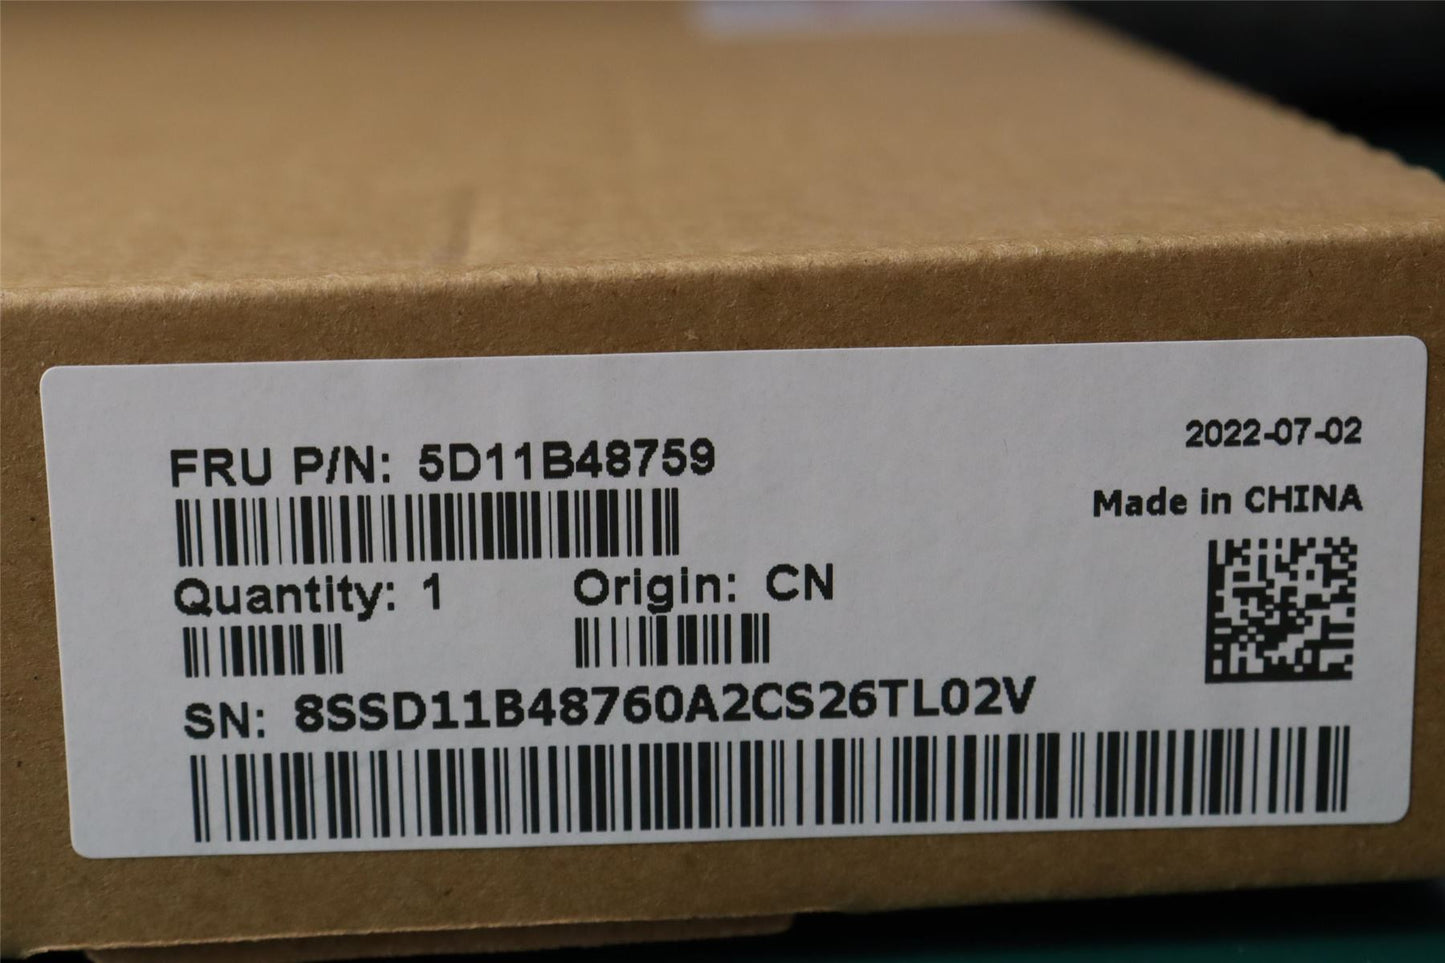 2022-07-02
FRU P/N: 5D11B48759
Made in CHINA
Quantity: 1 Origin: CN
SN: 8SSD11B48760A2CS26TL02V